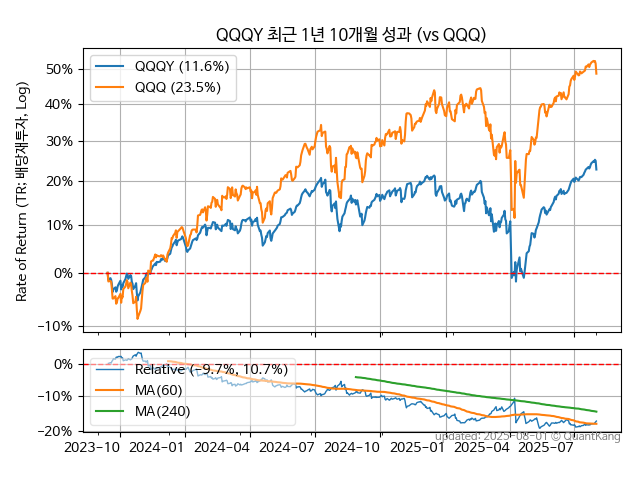 QQQY 최근 1년 10개월 성과 (vs QQQ)
Rate of Return (TR: 배당재투자, Log)
QQQY (11.6%)
QQQ (23.5%)
50%
40%
30%
20%
10%
0%
−10%
Relative (−9.7%, 10.7%)
MA(60)
MA(240)
0%
−10%
−20%
updated: 2025-08-01 © QuantKang
2023-10 2024-01 2024-04 2024-07 2024-10 2025-01 2025-04 2025-07